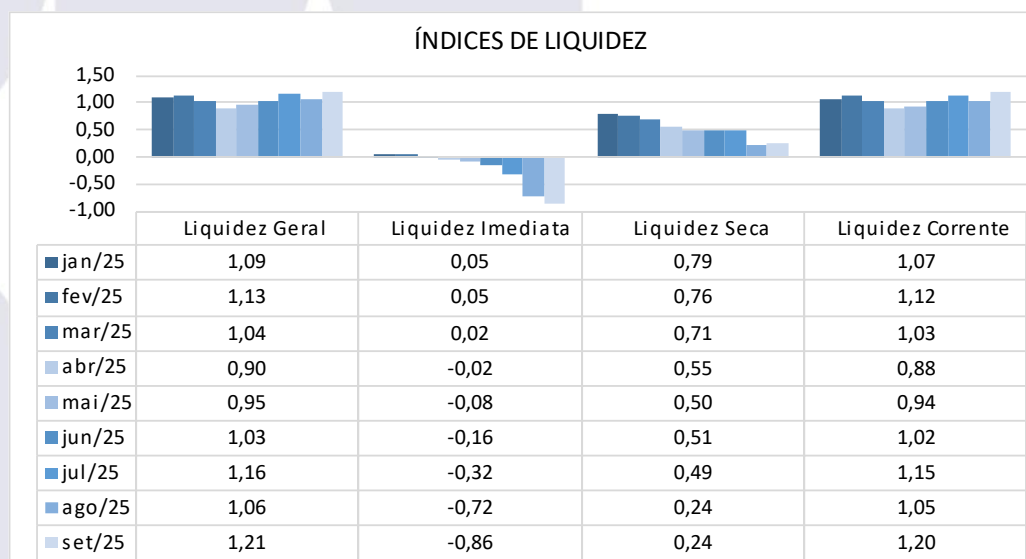 ÍNDICES DE LIQUIDEZ
1,50
1,00
0,50
0,00
-0,50
-1,00
Liquidez Geral Liquidez Imediata Liquidez Seca Liquidez Corrente
jan/25 1,09 0,05 0,79 1,07
fev/25 1,13 0,05 0,76 1,12
mar/25 1,04 0,02 0,71 1,03
abr/25 0,90 -0,02 0,55 0,88
mai/25 0,95 -0,08 0,50 0,94
jun/25 1,03 -0,16 0,51 1,02
jul/25 1,16 -0,32 0,49 1,15
ago/25 1,06 -0,72 0,24 1,05
set/25 1,21 -0,86 0,24 1,20